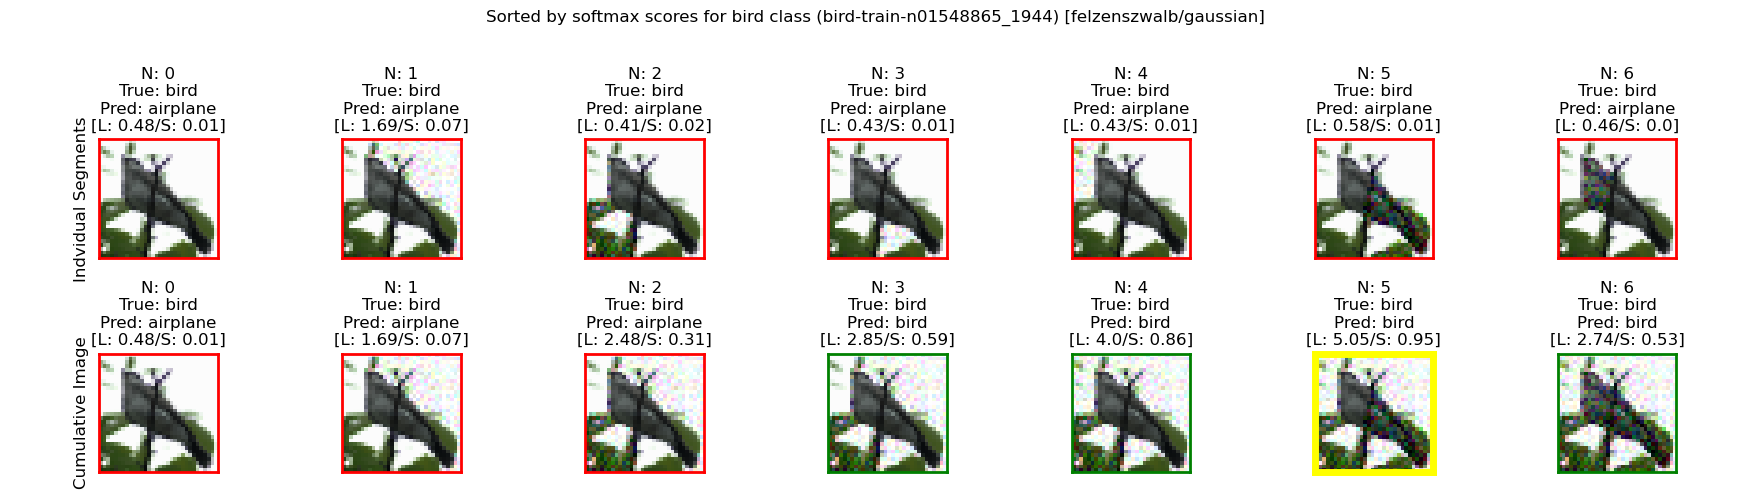 Sorted by softmax scores for bird class (bird-train-n01548865_1944) [felzenszwalb/gaussian]
Indvidual Segments
N: 0
True: bird
Pred: airplane
[L: 0.48/S: 0.01]
N: 1
True: bird
Pred: airplane
[L: 1.69/S: 0.07]
N: 2
True: bird
Pred: airplane
[L: 0.41/S: 0.02]
N: 3
True: bird
Pred: airplane
[L: 0.43/S: 0.01]
N: 4
True: bird
Pred: airplane
[L: 0.43/S: 0.01]
N: 5
True: bird
Pred: airplane
[L: 0.58/S: 0.01]
N: 6
True: bird
Pred: airplane
[L: 0.46/S: 0.0]
Cumulative Image
N: 0
True: bird
Pred: airplane
[L: 0.48/S: 0.01]
N: 1
True: bird
Pred: airplane
[L: 1.69/S: 0.07]
N: 2
True: bird
Pred: airplane
[L: 2.48/S: 0.31]
N: 3
True: bird
Pred: bird
[L: 2.85/S: 0.59]
N: 4
True: bird
Pred: bird
[L: 4.0/S: 0.86]
N: 5
True: bird
Pred: bird
[L: 5.05/S: 0.95]
N: 6
True: bird
Pred: bird
[L: 2.74/S: 0.53]